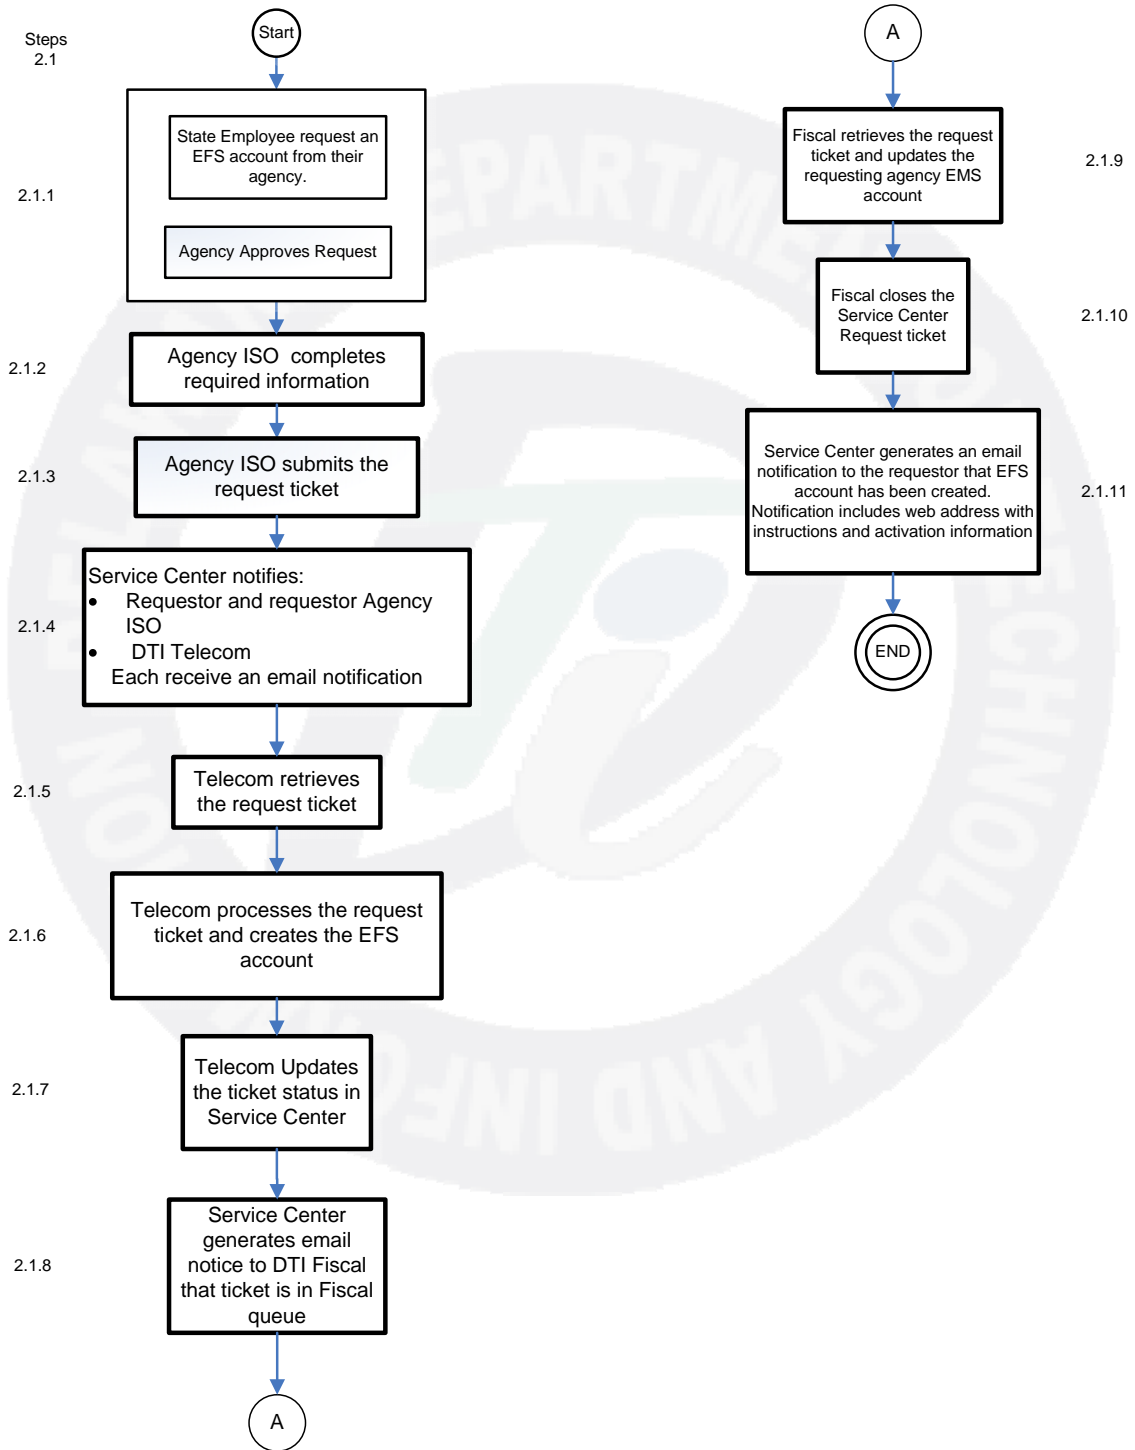 Steps
2.1
Start
2.1.1
State Employee request an
EFS account from their
agency.
Agency Approves Request
2.1.2
Agency ISO completes
required information
2.1.3
Agency ISO submits the
request ticket
2.1.4
Service Center notifies:
• Requestor and requestor Agency
ISO
• DTI Telecom
Each receive an email notification
2.1.5
Telecom retrieves
the request ticket
2.1.6
Telecom processes the request
ticket and creates the EFS
account
2.1.7
Telecom Updates
the ticket status in
Service Center
2.1.8
Service Center
generates email
notice to DTI Fiscal
that ticket is in Fiscal
queue
A
A
Fiscal retrieves the request
ticket and updates the
requesting agency EMS
account
2.1.9
Fiscal closes the
Service Center
Request ticket
2.1.10
Service Center generates an email
notification to the requestor that EFS
account has been created.
Notification includes web address with
instructions and activation information
2.1.11
END